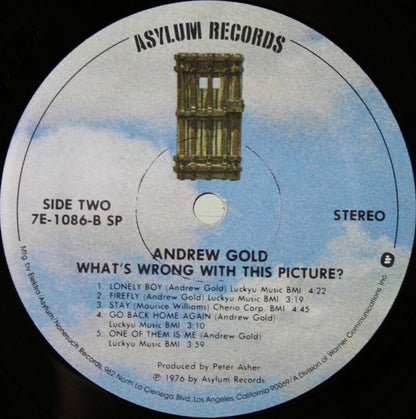 ASYLUM RECORDS
SIDE TWO
7E-1086-B SP
STEREO
ANDREW GOLD
WHAT'S WRONG WITH THIS PICTURE?
1. LONELY BOY (Andrew Gold) Luckyu Music BMI 4:22
2. FIREFLY (Andrew Gold) Luckyu Music BMI 3:19
3. STAY (Maurice Williams) Cherio Corp. BMI 4:45
4. GO BACK HOME AGAIN (Andrew Gold)
Luckyu Music BMI 3:10
5. ONE OF THEM IS ME (Andrew Gold)
Luckyu Music BMI 3:59
Produced by Peter Asher
℗ 1976 by Asylum Records
Mfg. by Elektra/Asylum/Nonesuch Records, 962 North La Cienega Blvd., Los Angeles, California 90069/A Division of Warner Communications Inc.